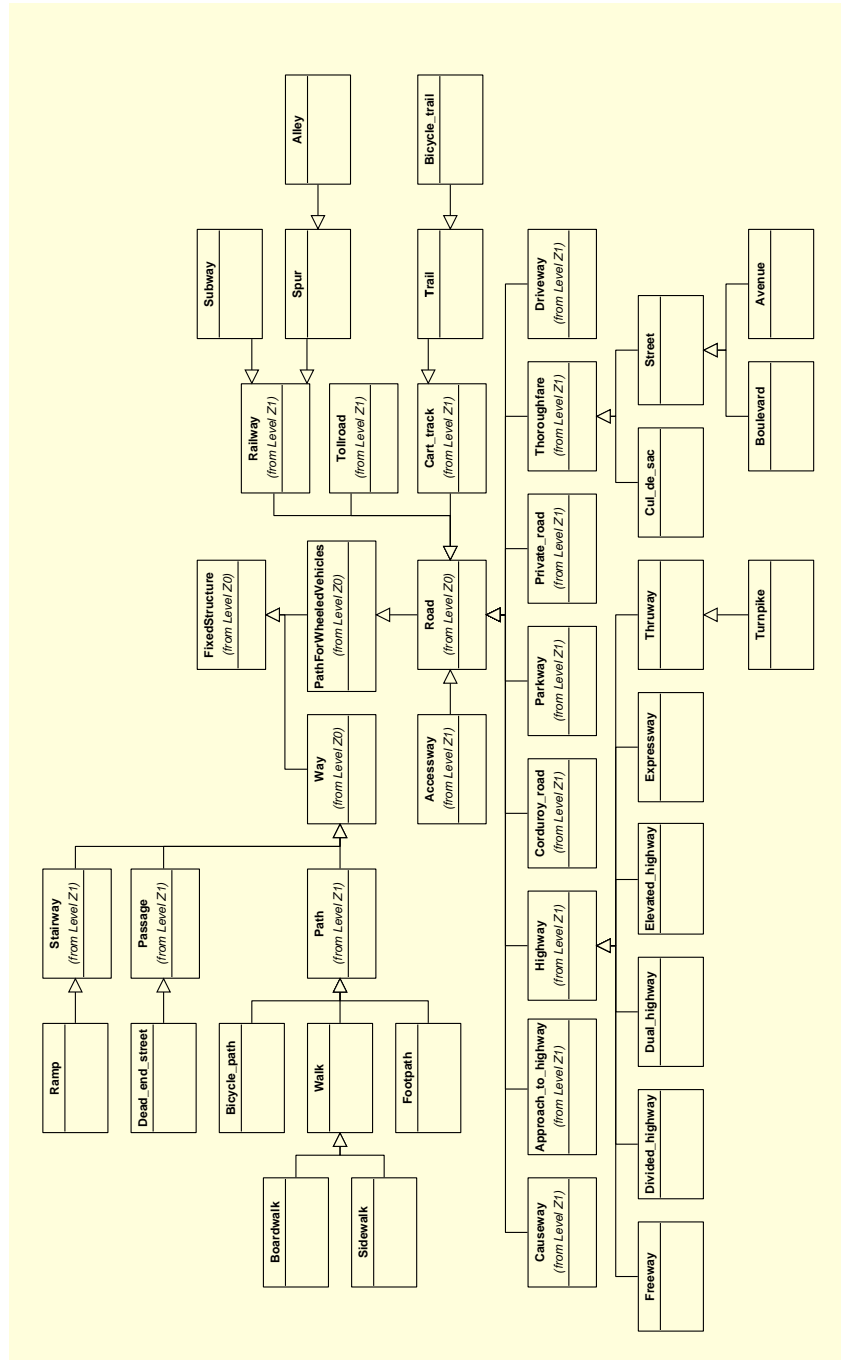 Ramp
Stairway
(from Level Z1)
Dead_end_street
Passage
(from Level Z1)
Bicycle_path
Boardwalk
Walk
Path
(from Level Z1)
Sidewalk
Footpath
Way
(from Level Z0)
FixedStructure
(from Level Z0)
PathForWheeledVehicles
(from Level Z0)
Accessway
(from Level Z1)
Road
(from Level Z0)
Subway
Railway
(from Level Z1)
Spur
Alley
Tollroad
(from Level Z1)
Cart_track
(from Level Z1)
Trail
Bicycle_trail
Causeway
(from Level Z1)
Approach_to_highway
(from Level Z1)
Highway
(from Level Z1)
Corduroy_road
(from Level Z1)
Parkway
(from Level Z1)
Private_road
(from Level Z1)
Thoroughfare
(from Level Z1)
Driveway
(from Level Z1)
Freeway
Divided_highway
Dual_highway
Elevated_highway
Expressway
Thruway
Cul_de_sac
Street
Turnpike
Boulevard
Avenue